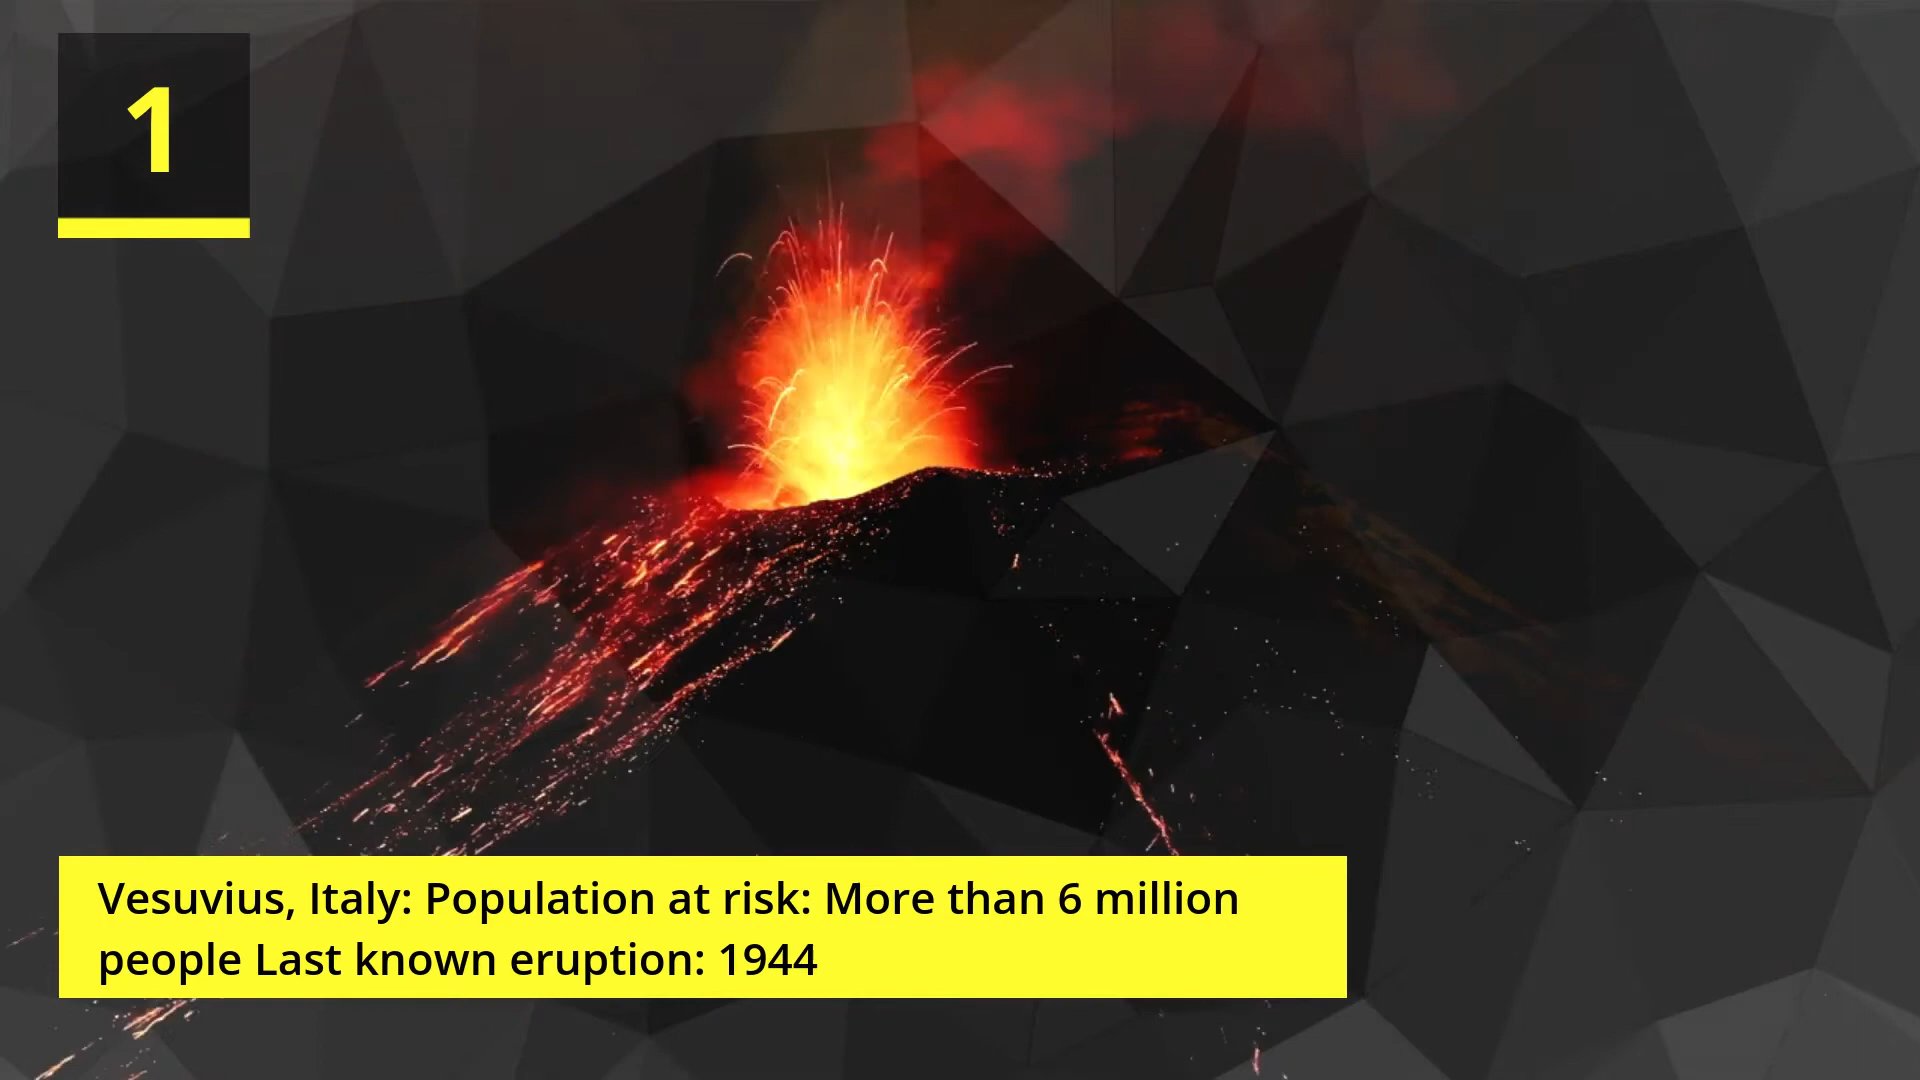 1
Vesuvius, Italy: Population at risk: More than 6 million
people Last known eruption: 1944